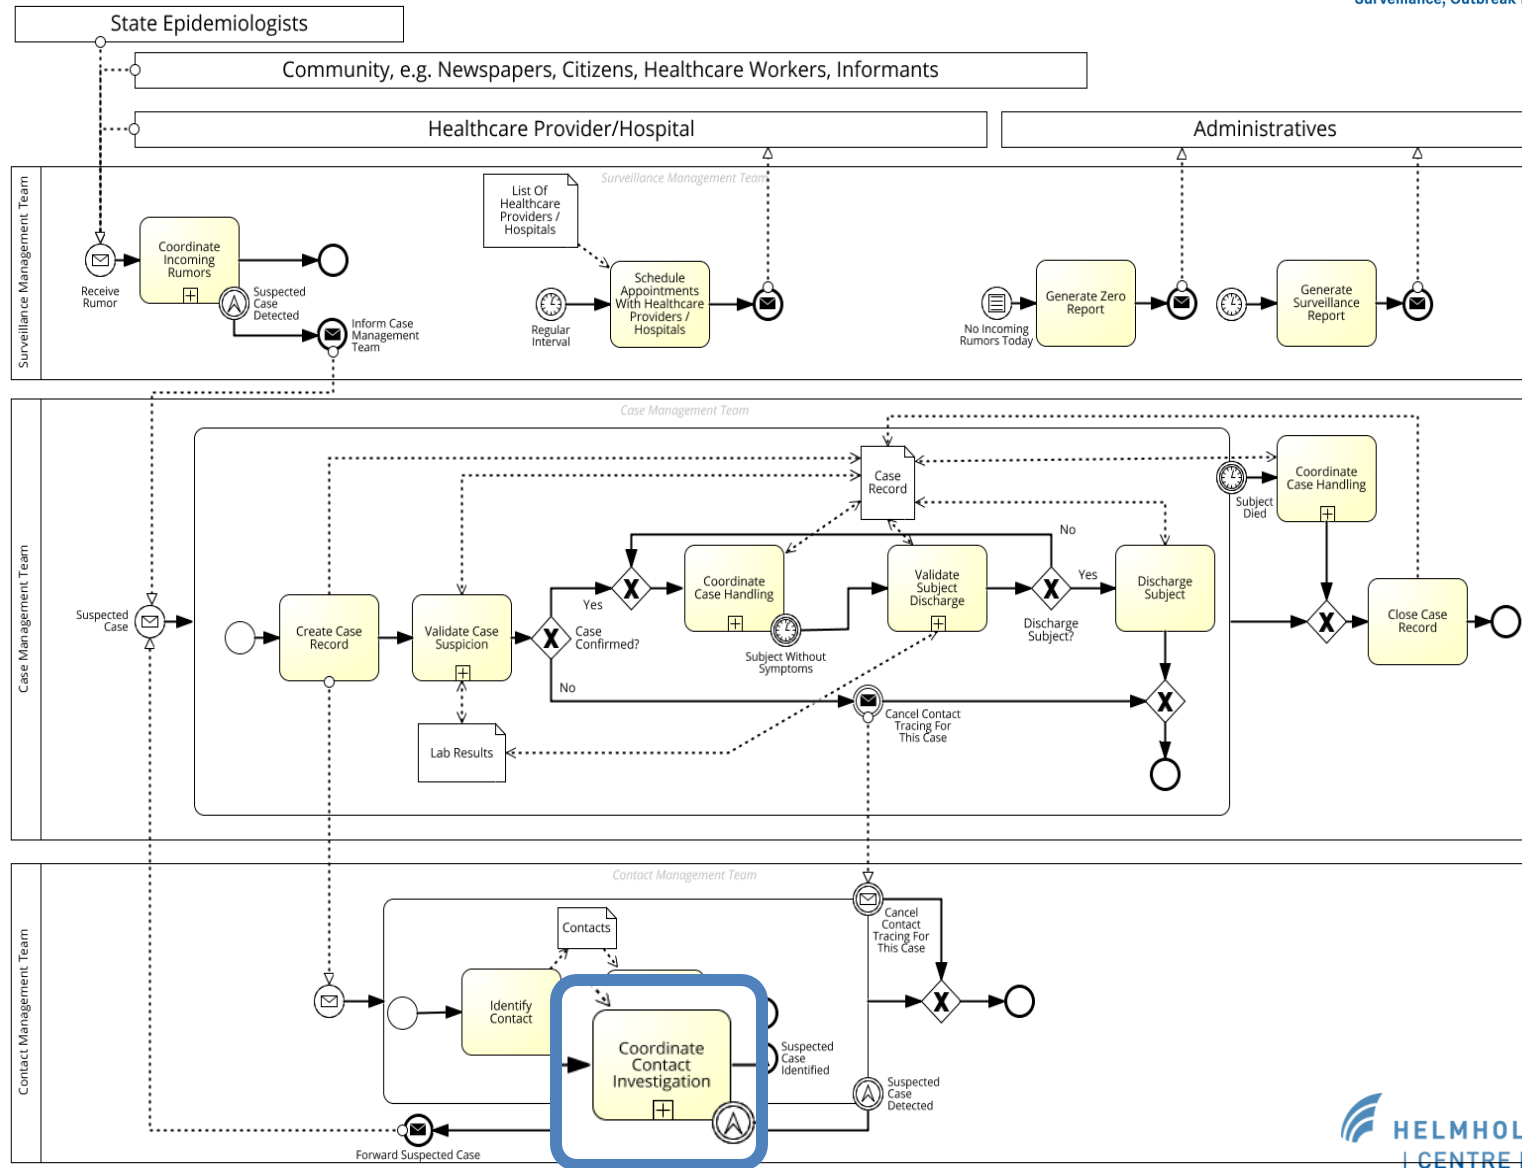 Surveillance, Outbreak
State Epidemiologists
Community, e.g. Newspapers, Citizens, Healthcare Workers, Informants
Healthcare Provider/Hospital
Administratives
Surveillance Management Team
Surveillance Management Team
List Of
Healthcare
Providers /
Hospitals
Coordinate
Incoming
Rumors
Receive
Rumor
Suspected
Case
Detected
Inform Case
Management
Team
Regular
Interval
Schedule
Appointments
With Healthcare
Providers /
Hospitals
No Incoming
Rumors Today
Generate Zero
Report
Generate
Surveillance
Report
Case Management Team
Case Management Team
Suspected
Case
Create Case
Record
Validate Case
Suspicion
Lab Results
Case
Confirmed?
Yes
No
Coordinate
Case Handling
Subject Without
Symptoms
Case
Record
Validate
Subject
Discharge
No
Yes
Discharge
Subject?
Discharge
Subject
Cancel Contact
Tracing For
This Case
Subject
Died
Coordinate
Case Handling
Close Case
Record
Contact Management Team
Contact Management Team
Contacts
Identify
Contact
Coordinate
Contact
Investigation
Suspected
Case
Identified
Cancel
Contact
Tracing For
This Case
Suspected
Case
Detected
Forward Suspected Case
HELMHOL
| CENTRE